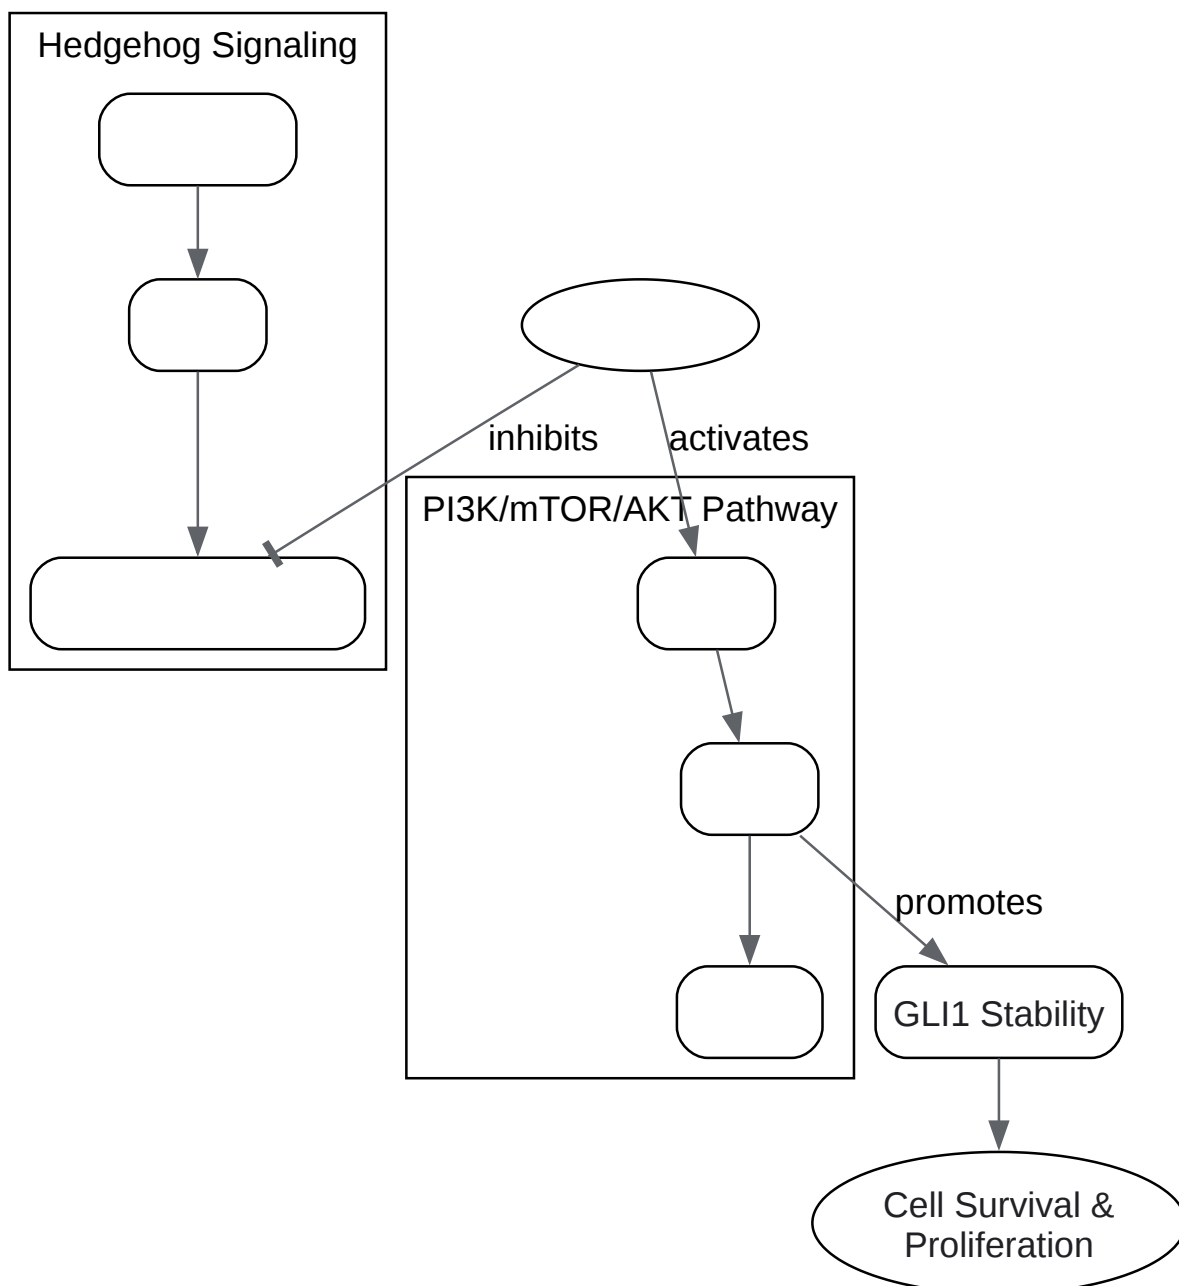 Hedgehog Signaling
inhibits
activates
PI3K/mTOR/AKT Pathway
promotes
GLI1 Stability
Cell Survival &
Proliferation